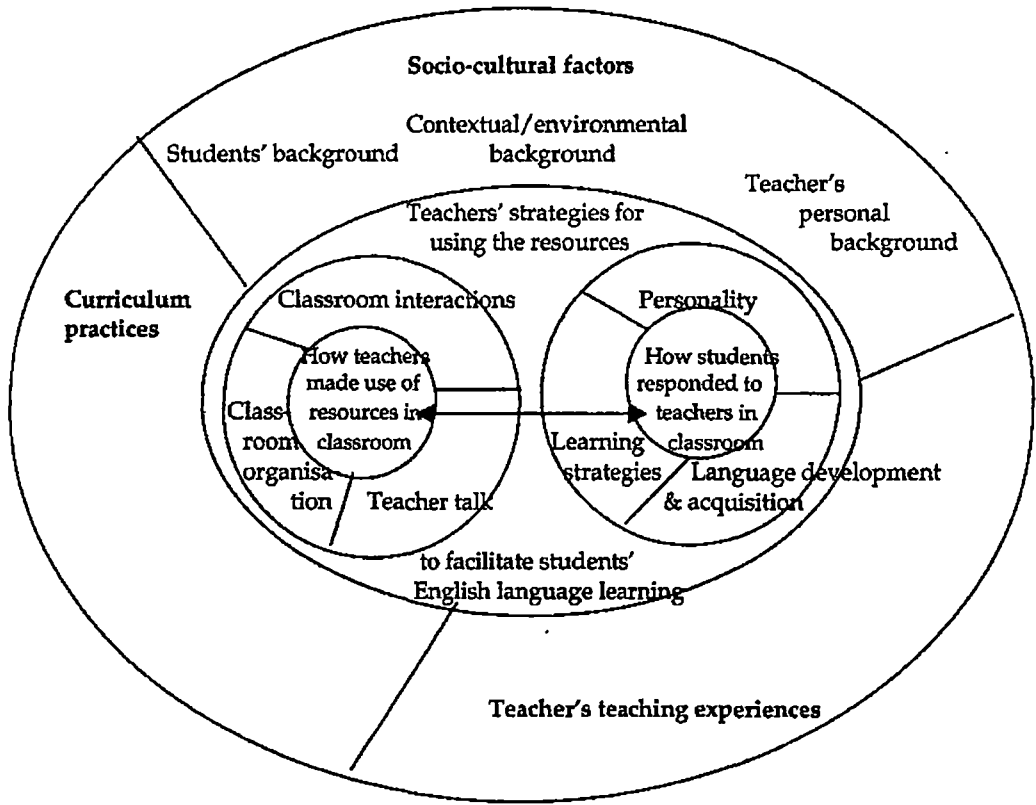 Socio-cultural factors
Contextual/environmental
background
Students' background
Teacher's
personal
background
Teachers' strategies for
using the resources
Curriculum
practices
Classroom interactions
Personality
How teachers
made use of
resources in
classroom
How students
responded to
teachers in
classroom
Class-
room
organisa-
tion
Teacher talk
Learning
strategies
Language development
& acquisition
to facilitate students'
English language learning
Teacher's teaching experiences